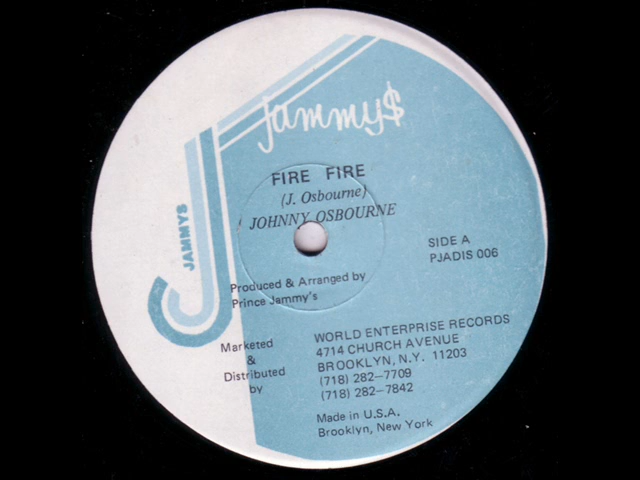 jammy$
JAMMYS
FIRE FIRE
(J. Osbourne)
JOHNNY OSBOURNE
SIDE A
PJADIS 006
Produced & Arranged by
Prince Jammy's
Marketed
&
Distributed
by
WORLD ENTERPRISE RECORDS
4714 CHURCH AVENUE
BROOKLYN, N.Y. 11203
(718) 282-7709
(718) 282-7842
Made in U.S.A.
Brooklyn, New York